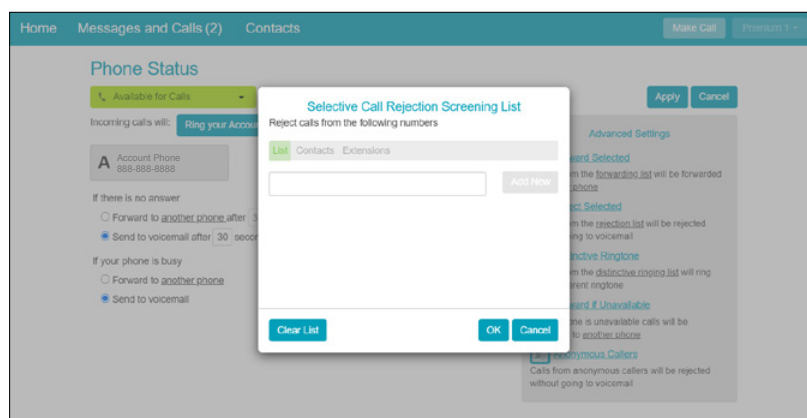 Home Messages and Calls (2) Contacts Make Call Premium 1
Phone Status
Available for Calls
Apply Cancel
Incoming calls will: Ring your Accou
A Account Phone
888-888-8888
If there is no answer
Forward to another phone after 3
Send to voicemail after 30 secon
If your phone is busy
Forward to another phone
Send to voicemail
Selective Call Rejection Screening List
Reject calls from the following numbers
List Contacts Extensions
Add New
Clear List OK Cancel
Advanced Settings
ward Selected
m the forwarding list will be forwarded
phone
ect Selected
m the rejection list will be rejected
ing to voicemail
inctive Ringtone
m the distinctive ringing list will ring
rent ringtone
ward if Unavailable
ne is unavailable calls will be
to another phone
Anonymous Callers
Calls from anonymous callers will be rejected
without going to voicemail